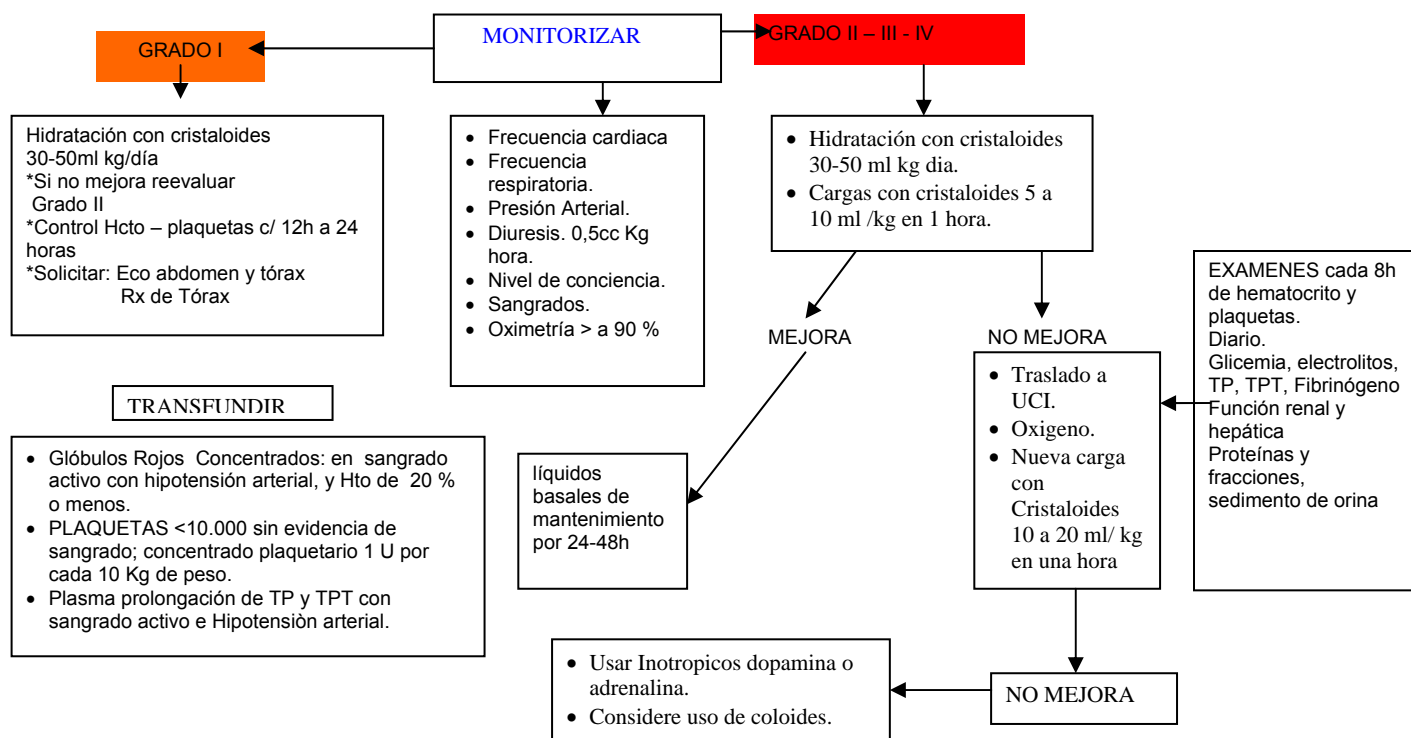 GRADO I
MONITORIZAR
GRADO II – III - IV
Hidratación con cristaloides
30-50ml kg/día
*Si no mejora reevaluar
Grado II
*Control Hcto – plaquetas c/ 12h a 24
horas
*Solicitar: Eco abdomen y tórax
Rx de Tórax
• Frecuencia cardiaca
• Frecuencia
respiratoria.
• Presión Arterial.
• Diuresis. 0,5cc Kg
hora.
• Nivel de conciencia.
• Sangrados.
• Oximetría > a 90 %
• Hidratación con cristaloides
30-50 ml kg dia.
• Cargas con cristaloides 5 a
10 ml /kg en 1 hora.
MEJORA
NO MEJORA
EXAMENES cada 8h
de hematocrito y
plaquetas.
Diario.
Glicemia, electrolitos,
TP, TPT, Fibrinógeno
Función renal y
hepática
Proteínas y
fracciones,
sedimento de orina
• Traslado a
UCI.
• Oxigeno.
• Nueva carga
con
Cristaloides
10 a 20 ml/ kg
en una hora
TRANSFUNDIR
• Glóbulos Rojos Concentrados: en sangrado
activo con hipotensión arterial, y Hto de 20 %
o menos.
• PLAQUETAS <10.000 sin evidencia de
sangrado; concentrado plaquetario 1 U por
cada 10 Kg de peso.
• Plasma prolongación de TP y TPT con
sangrado activo e Hipotensiòn arterial.
líquidos
basales de
mantenimiento
por 24-48h
• Usar Inotropicos dopamina o
adrenalina.
• Considere uso de coloides.
NO MEJORA